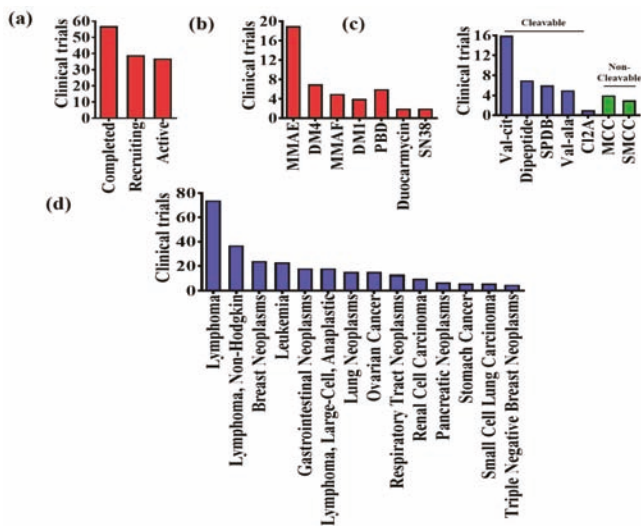 (a)
Clinical trials
60
50
40
30
20
10
0
Completed
Recruiting
Active
(b)
Clinical trials
20
16
12
8
4
0
MMAE
DM4
MMAF
DM1
PBD
Duocarmycin
SN38
(c)
Cleavable
Non-
Cleavable
Clinical trials
16
12
8
4
0
Val-cit
Dipeptide
SPDB
Val-ala
Cl2A
MCC
SMCC
(d)
Clinical trials
80
60
40
20
0
Lymphoma
Lymphoma, Non-Hodgkin
Breast Neoplasms
Leukemia
Gastrointestinal Neoplasms
Lymphoma, Large-Cell, Anaplastic
Lung Neoplasms
Ovarian Cancer
Respiratory Tract Neoplasms
Renal Cell Carcinoma
Pancreatic Neoplasms
Stomach Cancer
Small Cell Lung Carcinoma
Triple Negative Breast Neoplasms